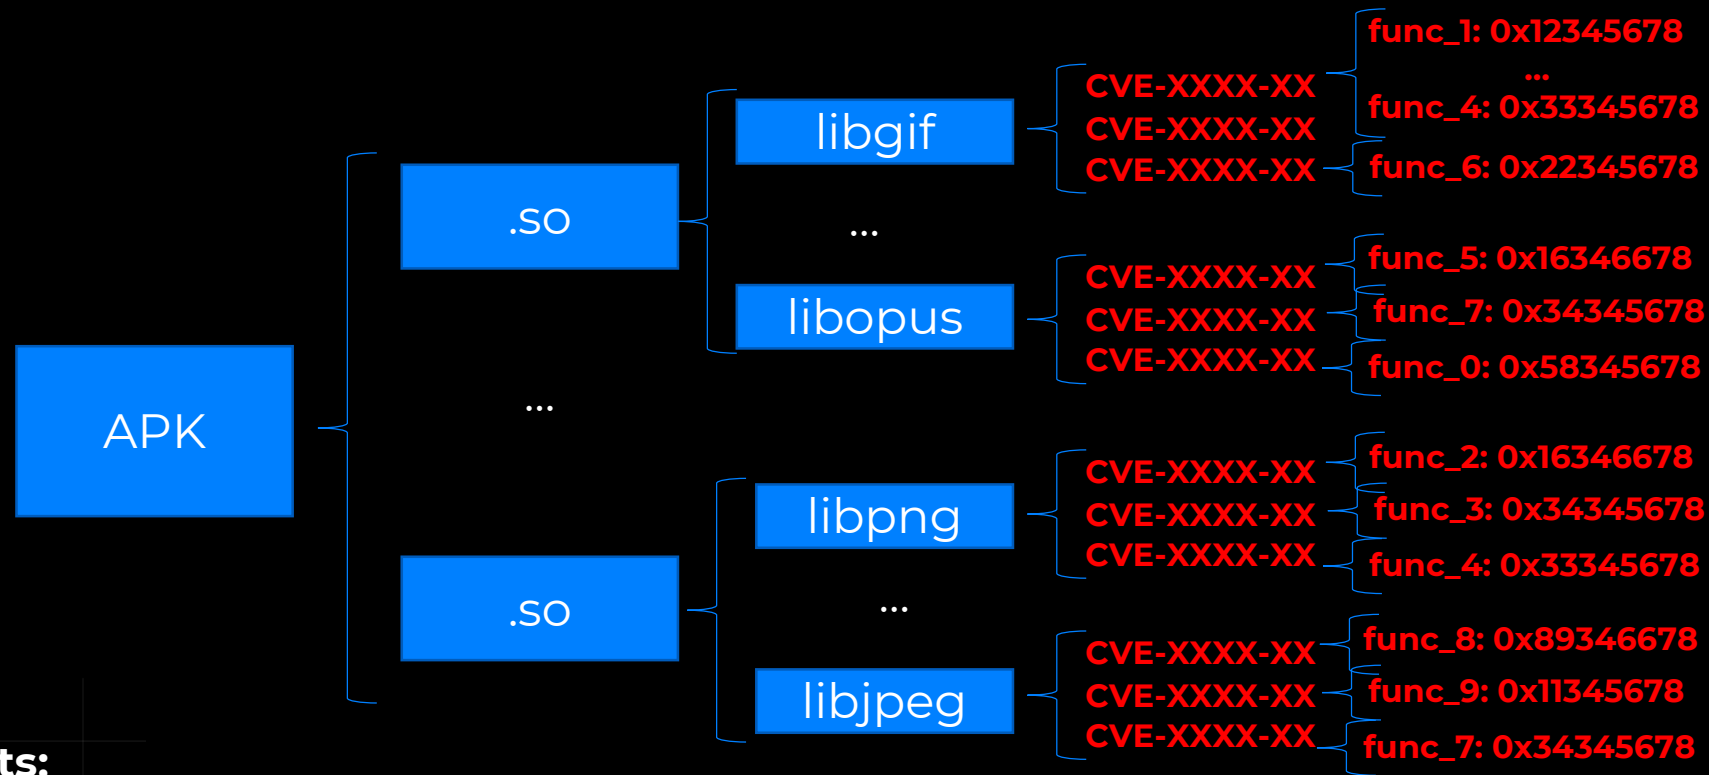 APK
.so
...
.so
libgif
...
libopus
libpng
...
libjpeg
CVE-XXXX-XX
CVE-XXXX-XX
CVE-XXXX-XX
CVE-XXXX-XX
CVE-XXXX-XX
CVE-XXXX-XX
CVE-XXXX-XX
CVE-XXXX-XX
CVE-XXXX-XX
CVE-XXXX-XX
CVE-XXXX-XX
CVE-XXXX-XX
func_1: 0x12345678
...
func_4: 0x33345678
func_6: 0x22345678
func_5: 0x16346678
func_7: 0x34345678
func_0: 0x58345678
func_2: 0x16346678
func_3: 0x34345678
func_4: 0x33345678
func_8: 0x89346678
func_9: 0x11345678
func_7: 0x34345678